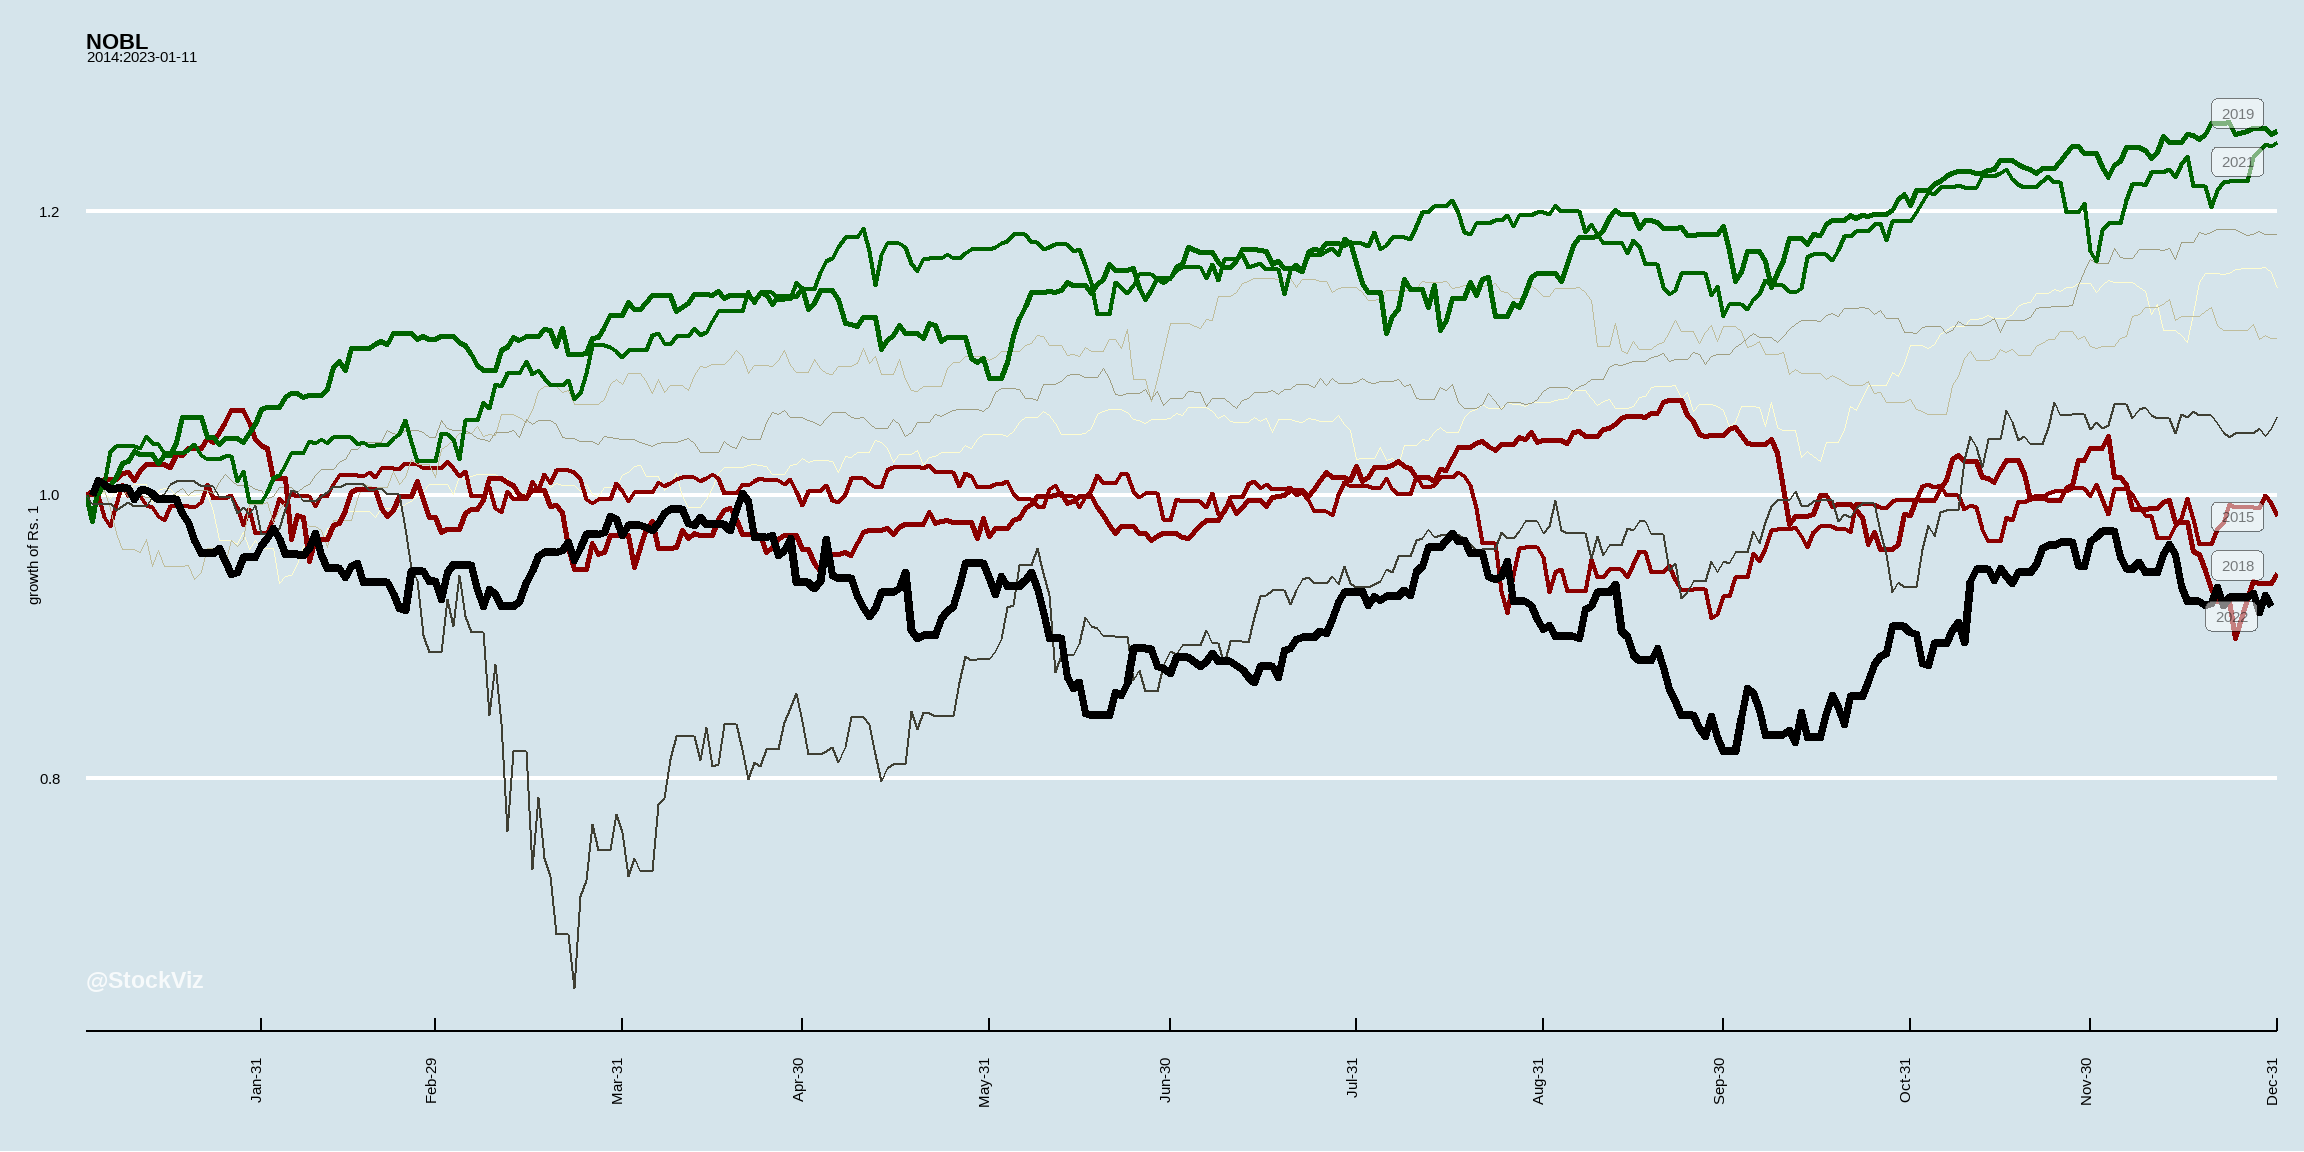 NOBL
2014:2023-01-11
growth of Rs. 1
1.2
1.0
0.8
2019
2021
2015
2018
2022
@StockViz
Jan-31
Feb-29
Mar-31
Apr-30
May-31
Jun-30
Jul-31
Aug-31
Sep-30
Oct-31
Nov-30
Dec-31